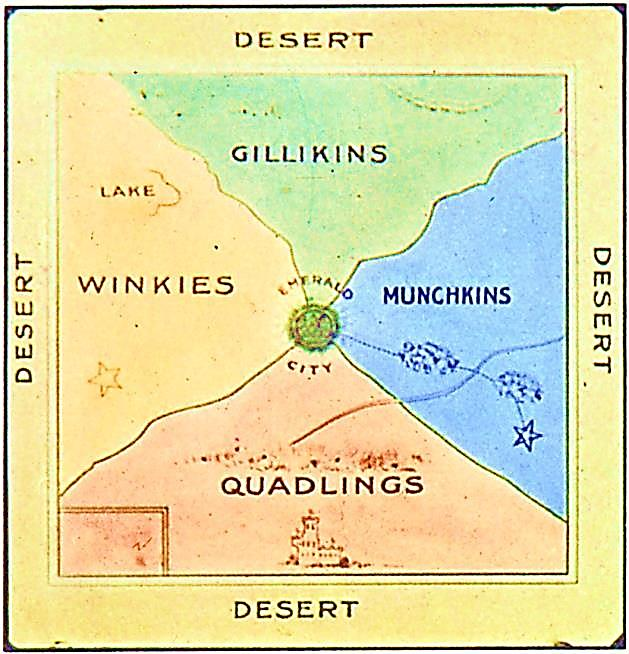 DESERT
GILLIKINS
LAKE
WINKIES
EMERALD
CITY
MUNCHKINS
DESERT
DESERT
QUADLINGS
DESERT